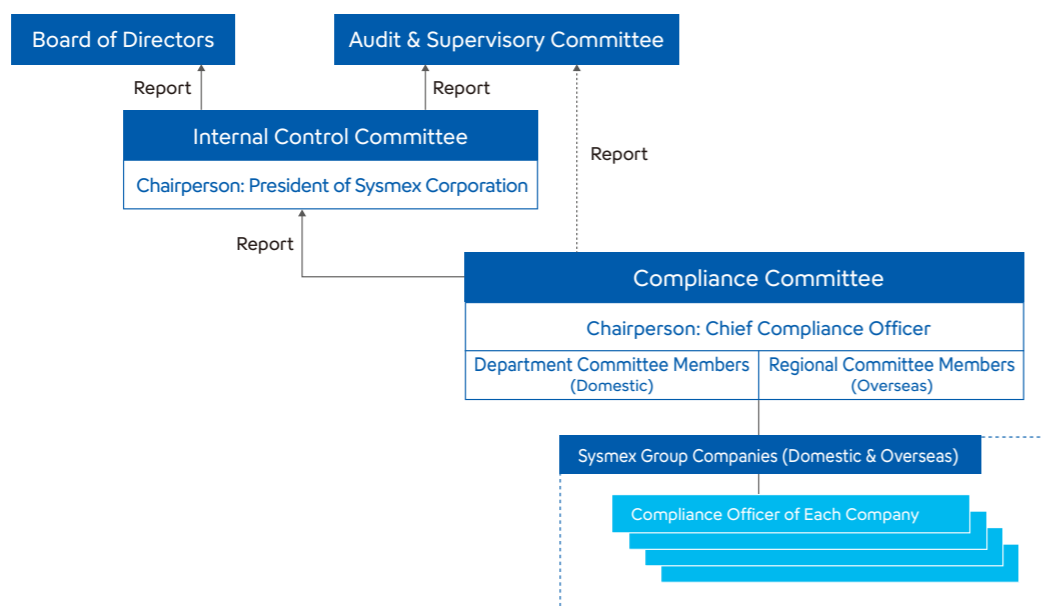 Board of Directors
Audit & Supervisory Committee
Report
Report
Internal Control Committee
Chairperson: President of Sysmex Corporation
Report
Report
Compliance Committee
Chairperson: Chief Compliance Officer
Department Committee Members
(Domestic)
Regional Committee Members
(Overseas)
Sysmex Group Companies (Domestic & Overseas)
Compliance Officer of Each Company